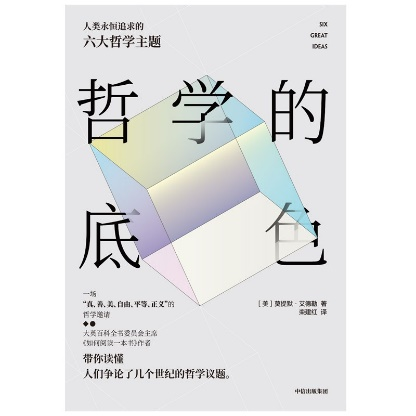 人类永恒追求的
六大哲学主题
SIX
GREAT
IDEAS
哲学的
底色
一场
“真、善、美、自由、平等、正义”的
哲学邀请
大英百科全书委员会主席
《如何阅读一本书》作者
带你读懂
人们争论了几个世纪的哲学议题。
[美]莫提默·艾德勒 著
栾建红 译
中信出版集团